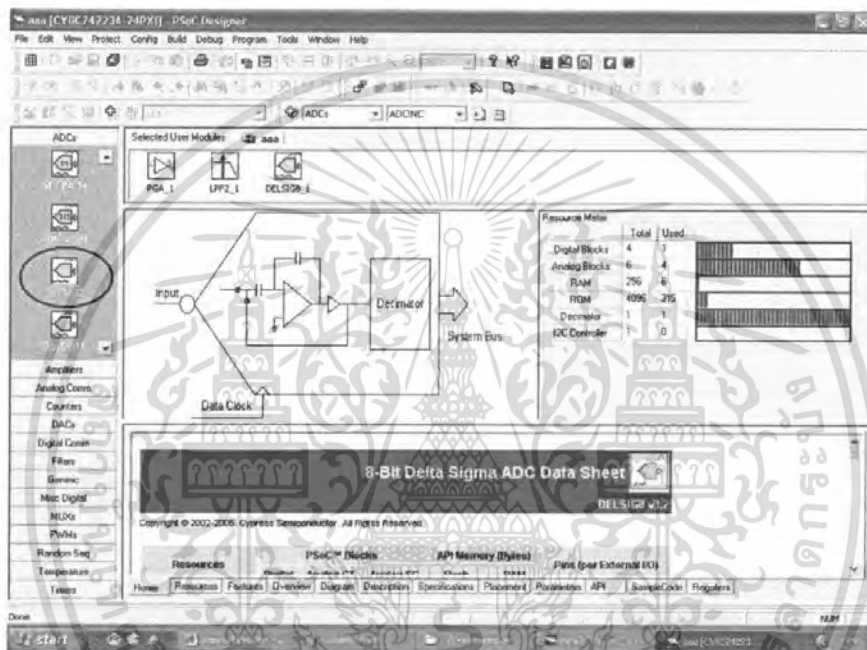 aaa [CY8C24223A-24PXI] - PSoC Designer
File Edit View Project Config Build Debug Program Tools Window Help
ADCs ADCINC
ADCs
Selected User Modules aaa
PGA_1 LPF2_1 DELSIG8_1
Input
Decimator
System Bus
Data Clock
Resource Meter
Total Used
Digital Blocks 4 1
Analog Blocks 6 4
RAM 256 6
ROM 4096 315
Decimator 1 1
I2C Controller 1 0
Amplifiers
Analog Comm
Counters
DACs
Digital Comm
Filters
Generic
Misc Digital
MUXs
PWMs
Random Seq
Temperature
Timers
8-Bit Delta Sigma ADC Data Sheet
DELSIG8 v3.2
Copyright © 2002-2005. Cypress Semiconductor. All Rights Reserved.
Resources
PSoC™ Blocks
API Memory (Bytes)
Pins (per External I/O)
Home Resources Features Overview Diagram Description Specifications Placement Parameters API SampleCode Registers
Done
NUM
start